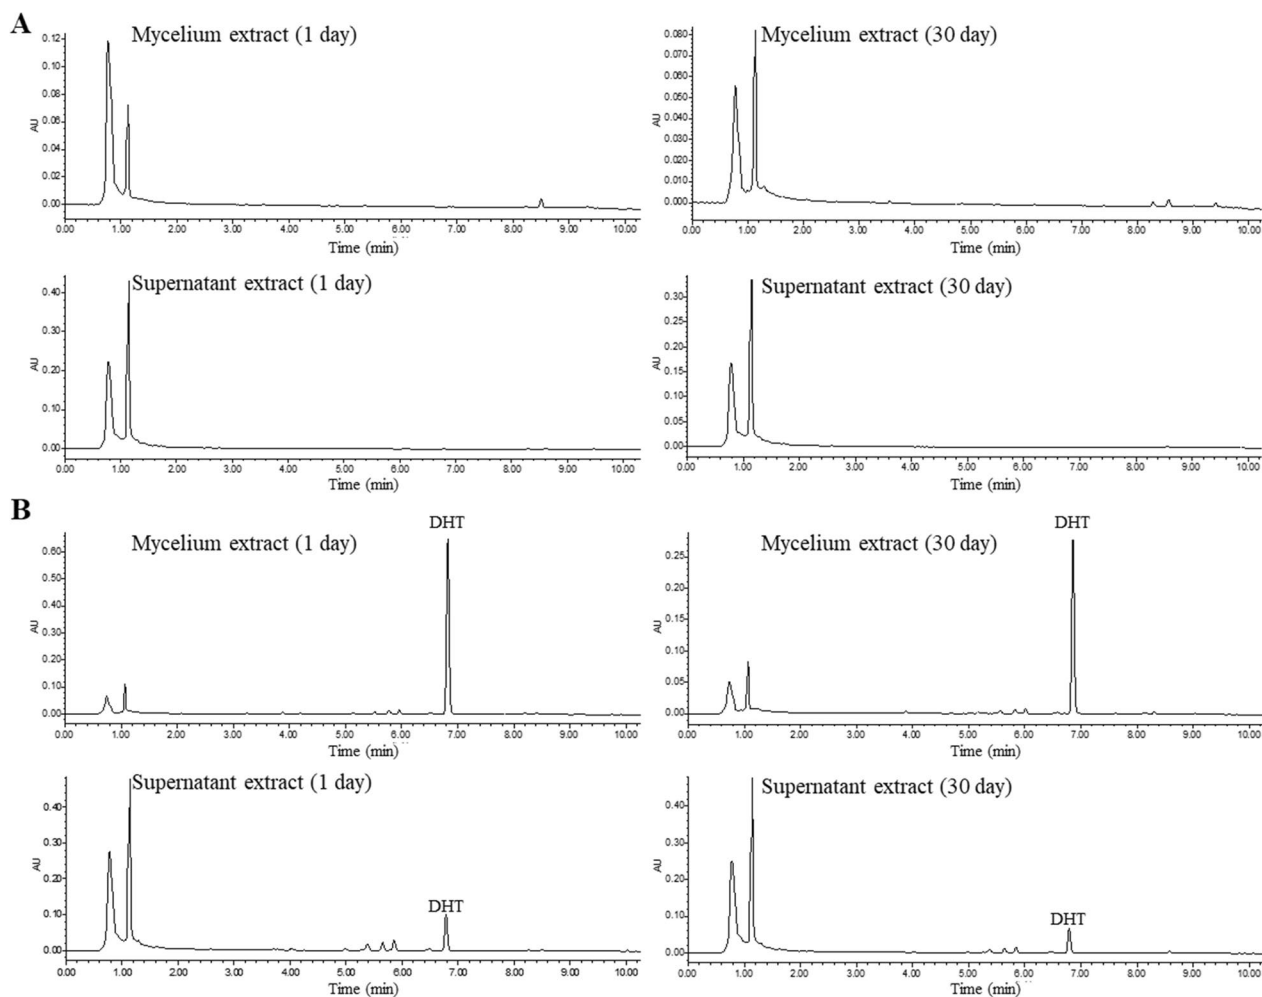 A
Mycelium extract (1 day)
0.12
0.10
0.08
0.06
0.04
0.02
0.00
AU
0.00 1.00 2.00 3.00 4.00 5.00 6.00 7.00 8.00 9.00 10.00
Time (min)
Mycelium extract (30 day)
0.080
0.070
0.060
0.050
0.040
0.030
0.020
0.010
0.000
AU
0.00 1.00 2.00 3.00 4.00 5.00 6.00 7.00 8.00 9.00 10.00
Time (min)
Supernatant extract (1 day)
0.40
0.30
0.20
0.10
0.00
AU
0.00 1.00 2.00 3.00 4.00 5.00 6.00 7.00 8.00 9.00 10.00
Time (min)
Supernatant extract (30 day)
0.30
0.25
0.20
0.15
0.10
0.05
0.00
AU
0.00 1.00 2.00 3.00 4.00 5.00 6.00 7.00 8.00 9.00 10.00
Time (min)
B
Mycelium extract (1 day)
DHT
0.60
0.50
0.40
0.30
0.20
0.10
0.00
AU
0.00 1.00 2.00 3.00 4.00 5.00 6.00 7.00 8.00 9.00 10.00
Time (min)
Mycelium extract (30 day)
DHT
0.25
0.20
0.15
0.10
0.05
0.00
AU
0.00 1.00 2.00 3.00 4.00 5.00 6.00 7.00 8.00 9.00 10.00
Time (min)
Supernatant extract (1 day)
DHT
0.40
0.30
0.20
0.10
0.00
AU
0.00 1.00 2.00 3.00 4.00 5.00 6.00 7.00 8.00 9.00 10.00
Time (min)
Supernatant extract (30 day)
DHT
0.40
0.30
0.20
0.10
0.00
AU
0.00 1.00 2.00 3.00 4.00 5.00 6.00 7.00 8.00 9.00 10.00
Time (min)